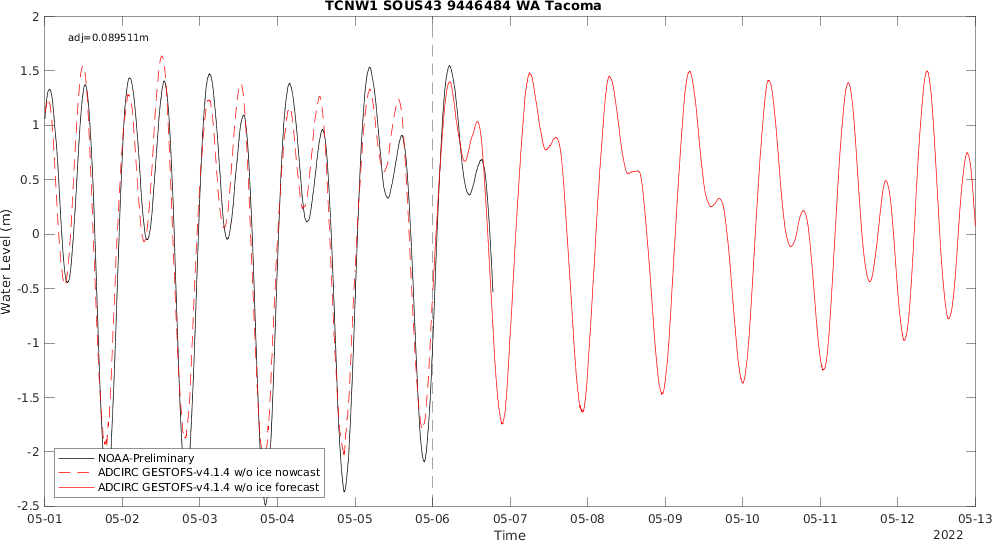 TCNW1 SOUS43 9446484 WA Tacoma
adj=0.089511m
Water Level (m)
2
1.5
1
0.5
0
-0.5
-1
-1.5
-2
-2.5
NOAA-Preliminary
ADCIRC GESTOFS-v4.1.4 w/o ice nowcast
ADCIRC GESTOFS-v4.1.4 w/o ice forecast
05-01 05-02 05-03 05-04 05-05 05-06 05-07 05-08 05-09 05-10 05-11 05-12 05-13
Time
2022